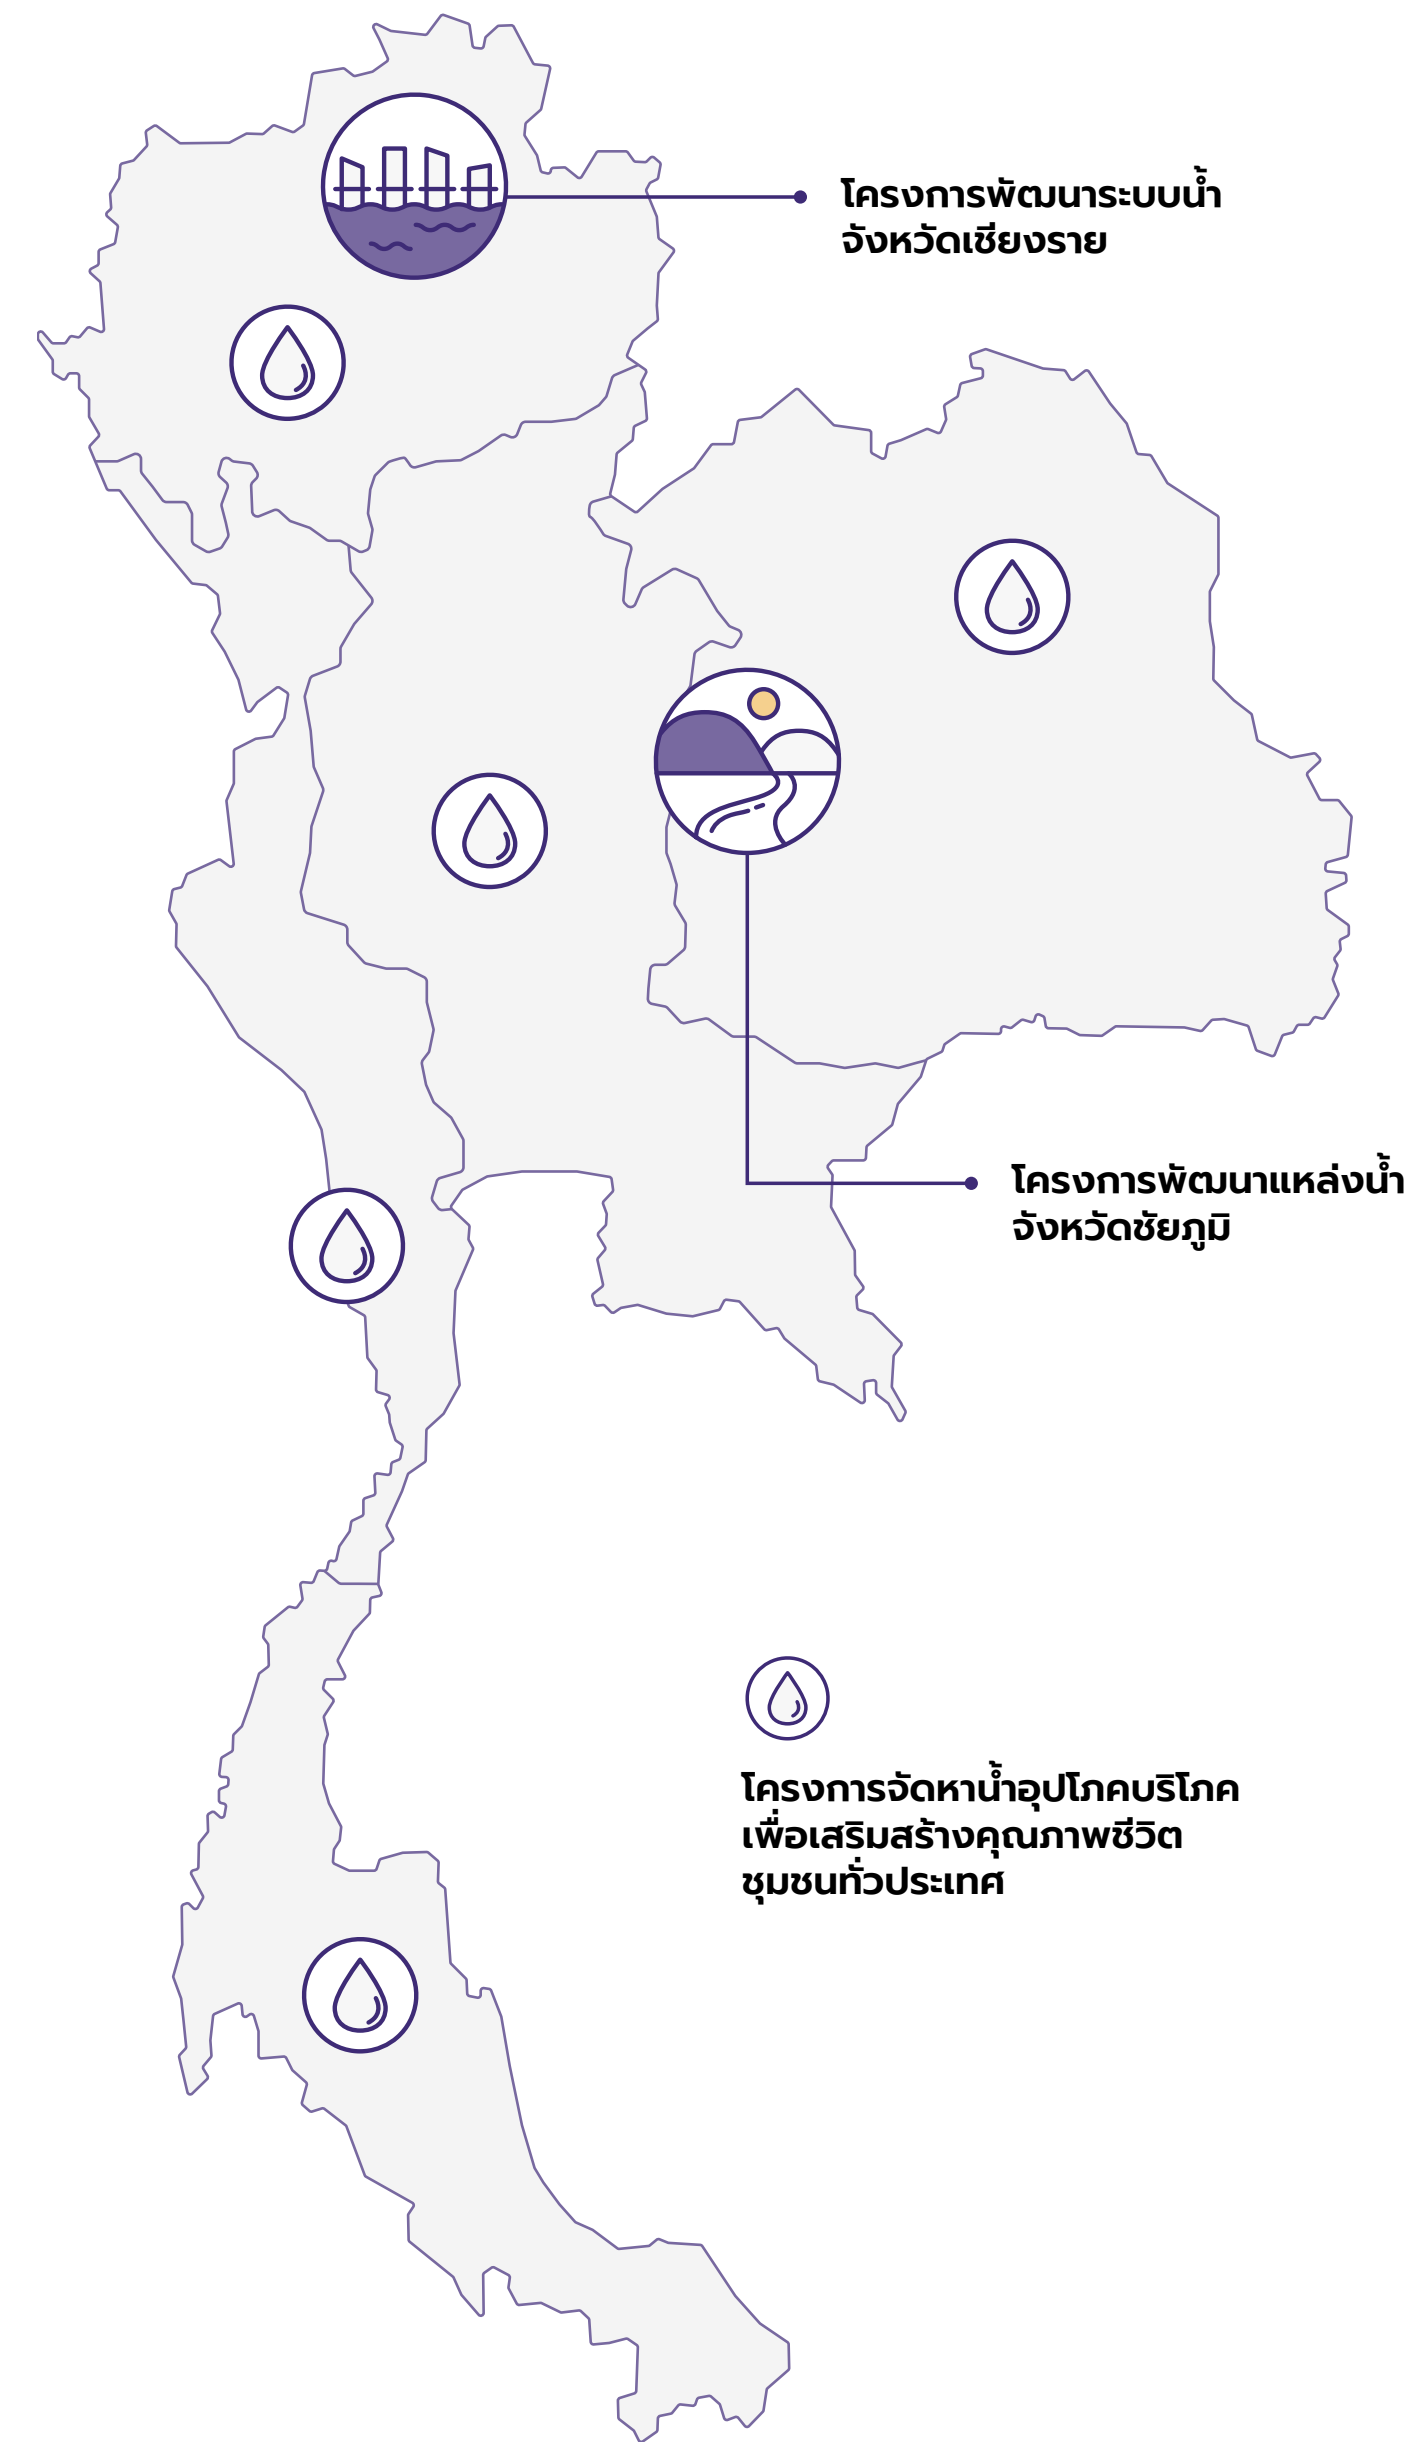 โครงการพัฒนาระบบน้ำ
จังหวัดเชียงราย
โครงการพัฒนาแหล่งน้ำ
จังหวัดชัยภูมิ
โครงการจัดหาน้ำอุปโภคบริโภค
เพื่อเสริมสร้างคุณภาพชีวิต
ชุมชนทั่วประเทศ